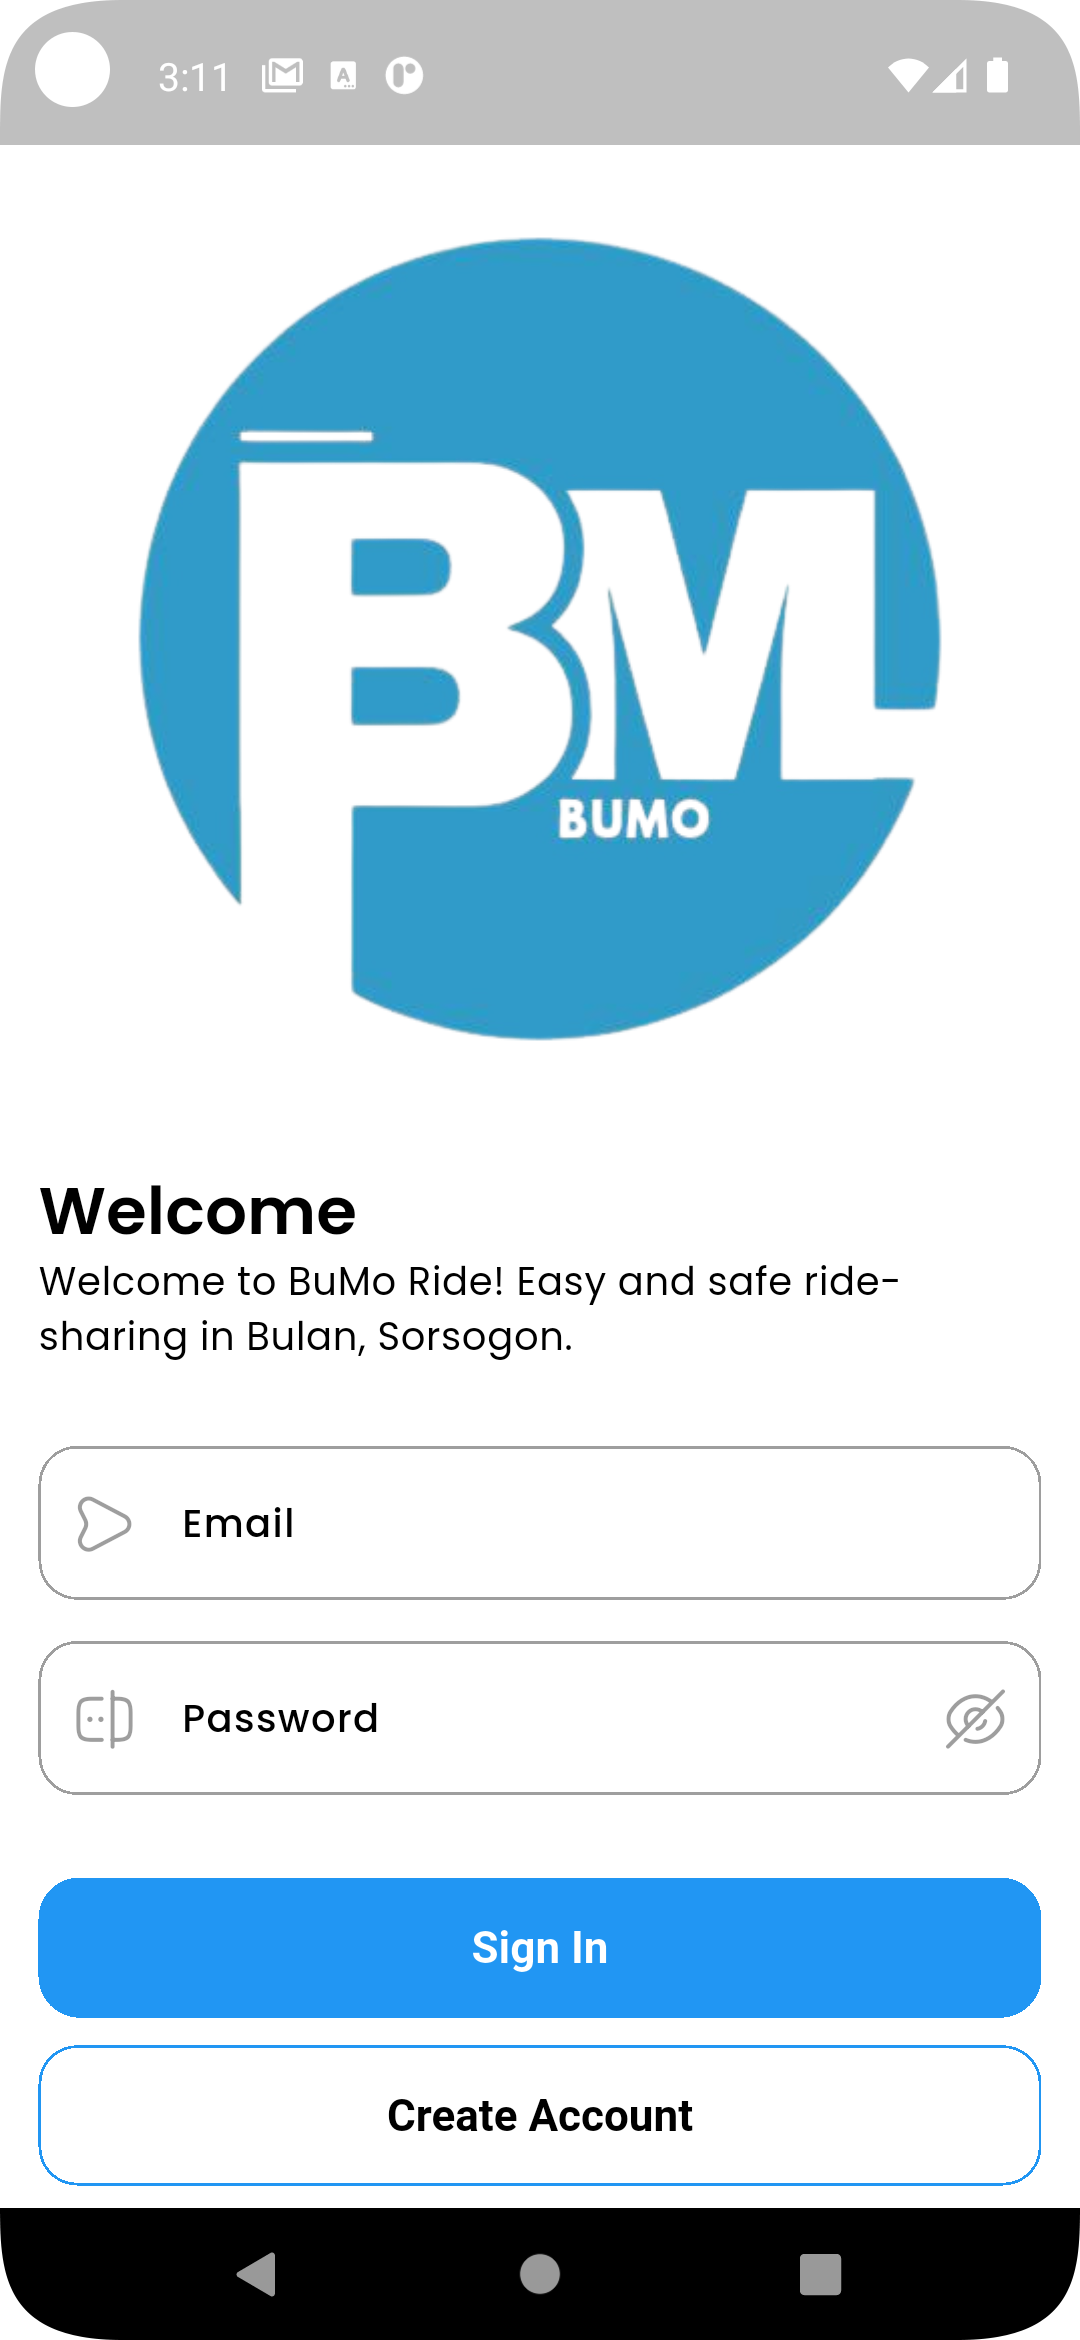 3:11
BM
BUMO
Welcome
Welcome to BuMo Ride! Easy and safe ride-
sharing in Bulan, Sorsogon.
Email
Password
Sign In
Create Account